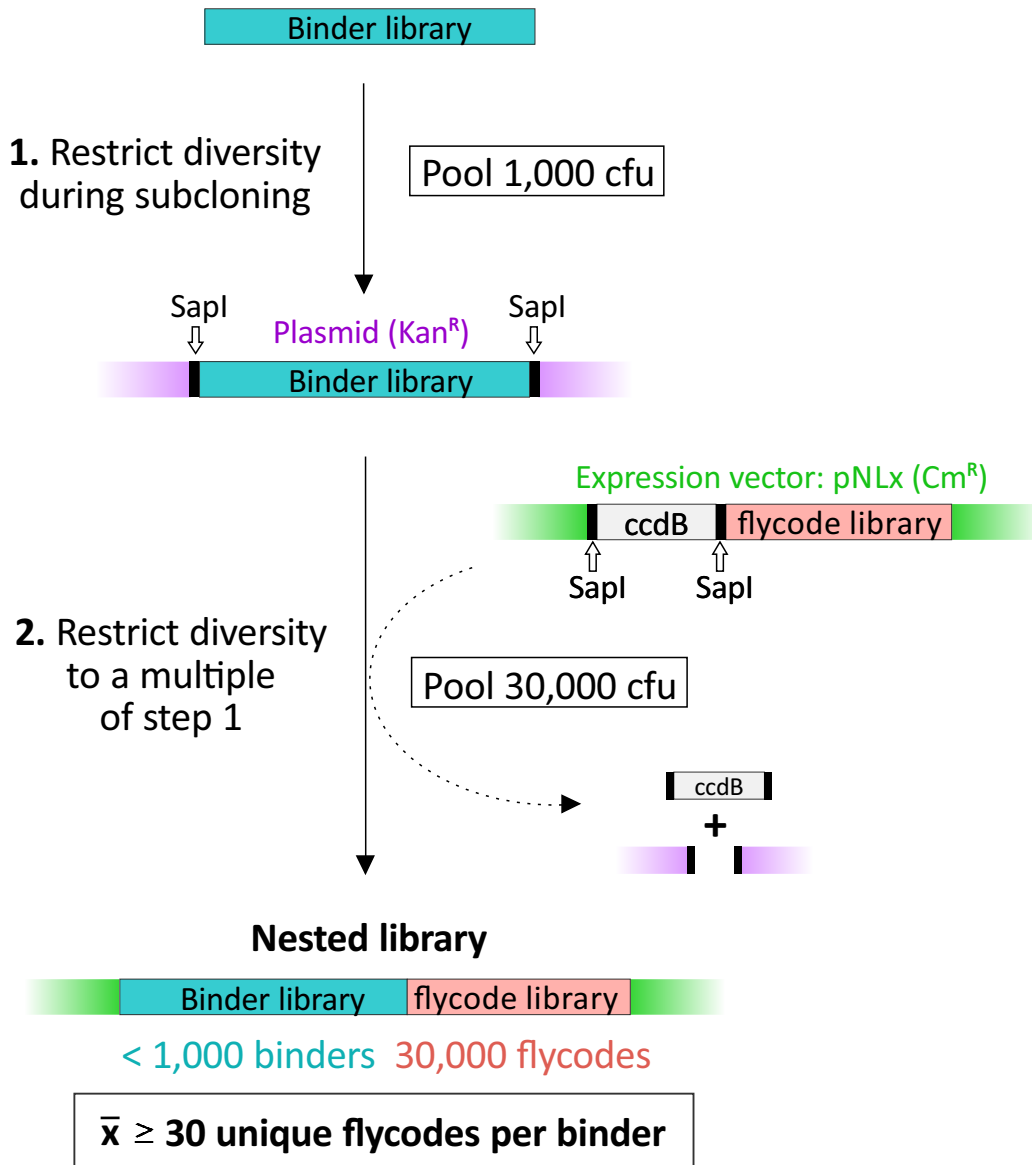 Binder library
1. Restrict diversity
during subcloning
Pool 1,000 cfu
SapI
SapI
Plasmid (Kanᴿ)
Binder library
Expression vector: pNLx (Cmᴿ)
ccdB
flycode library
SapI
SapI
2. Restrict diversity
to a multiple
of step 1
Pool 30,000 cfu
ccdB
+
Nested library
Binder library
flycode library
< 1,000 binders
30,000 flycodes
x̄ ≥ 30 unique flycodes per binder